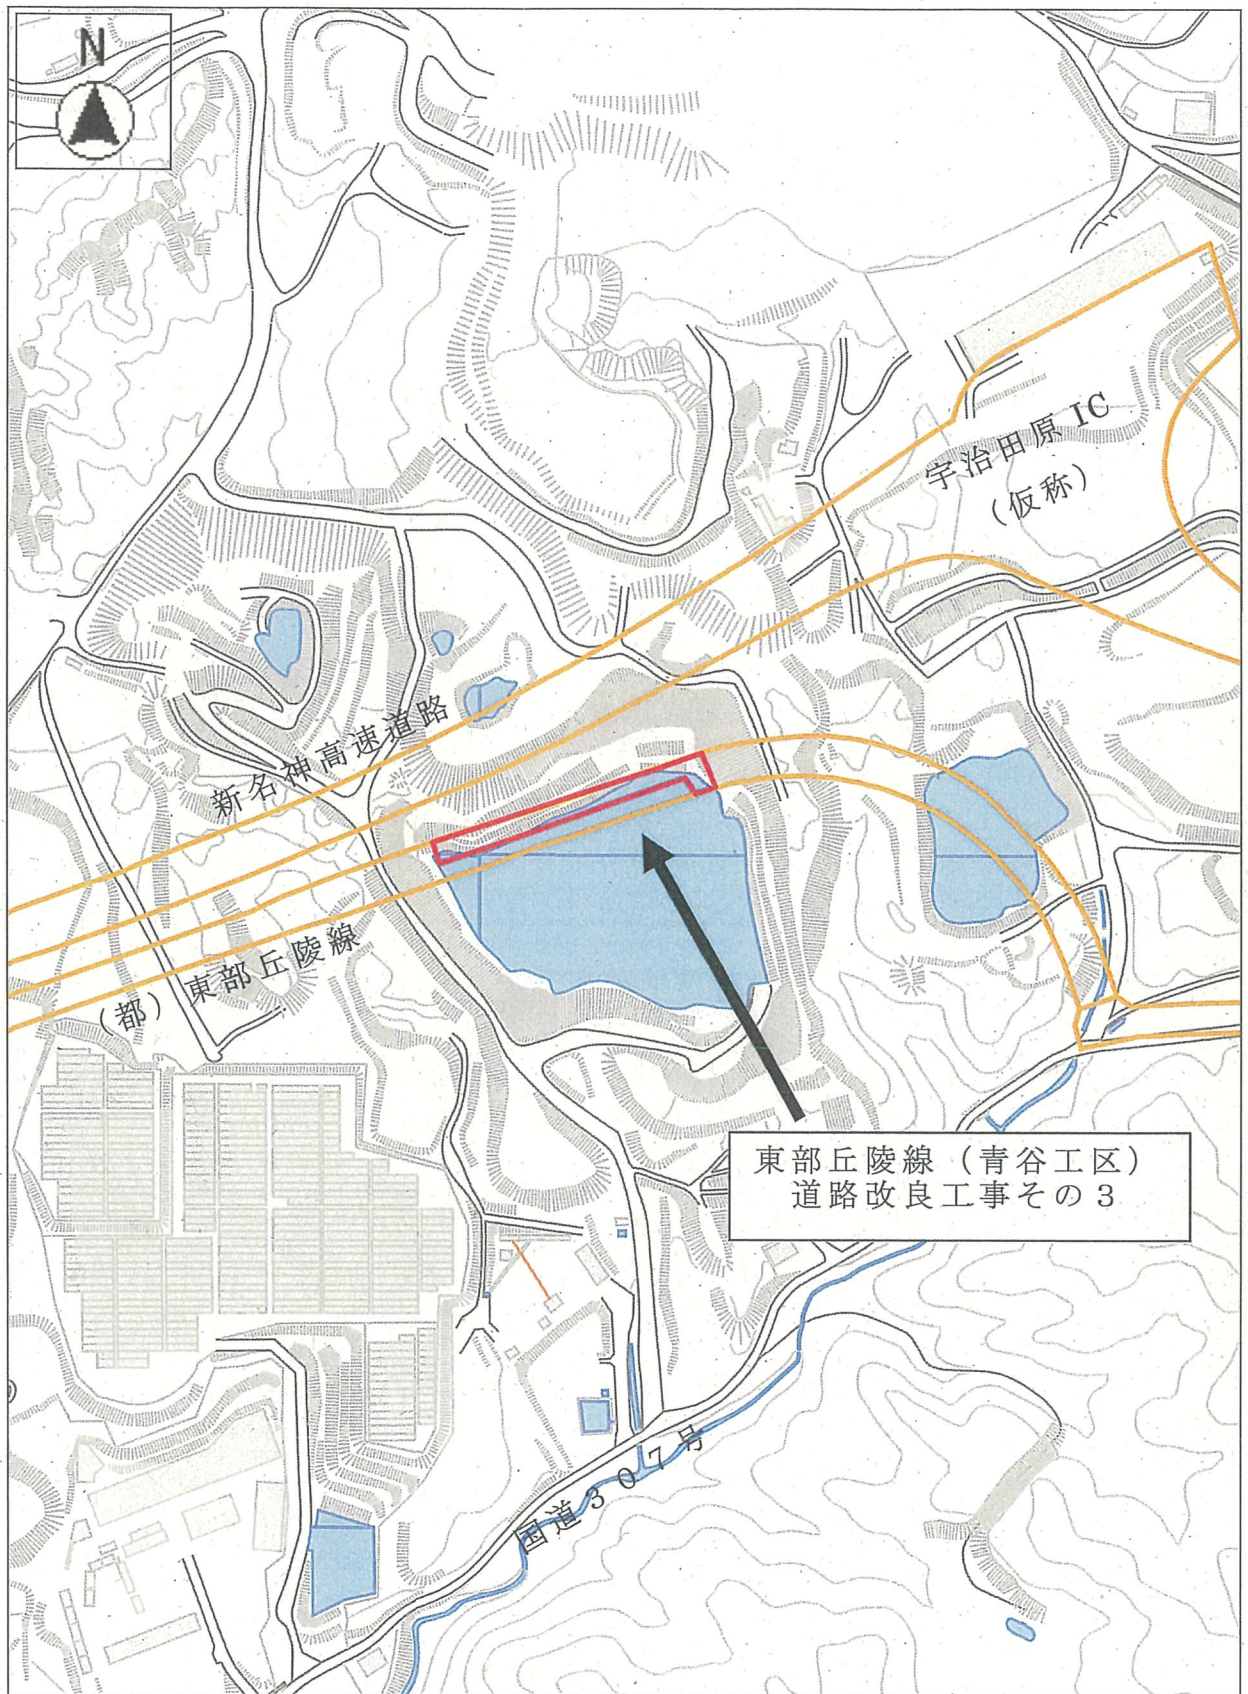 N
宇治田原 IC
（仮称）
新名神高速道路
（都）東部丘陵線
東部丘陵線（青谷工区）
道路改良工事その３
国道３０７号